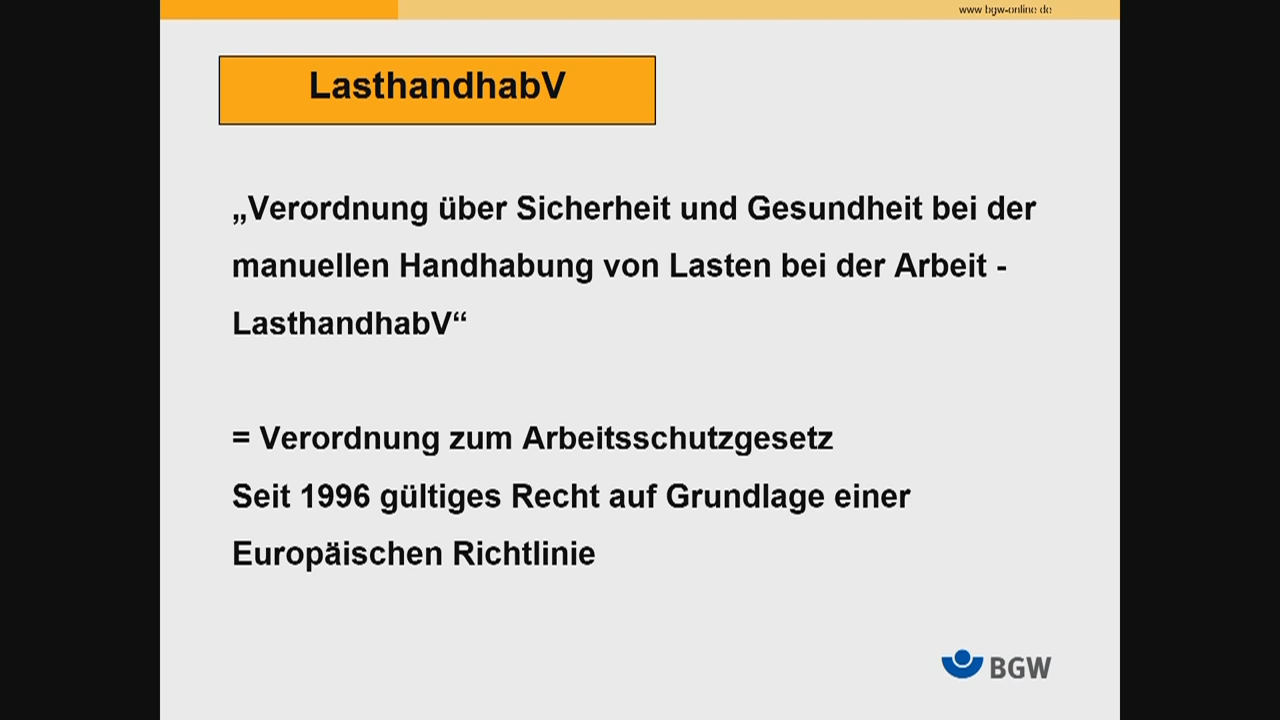 www bgw-online de
LasthandhabV
„Verordnung über Sicherheit und Gesundheit bei der
manuellen Handhabung von Lasten bei der Arbeit -
LasthandhabV“
= Verordnung zum Arbeitsschutzgesetz
Seit 1996 gültiges Recht auf Grundlage einer
Europäischen Richtlinie
BGW